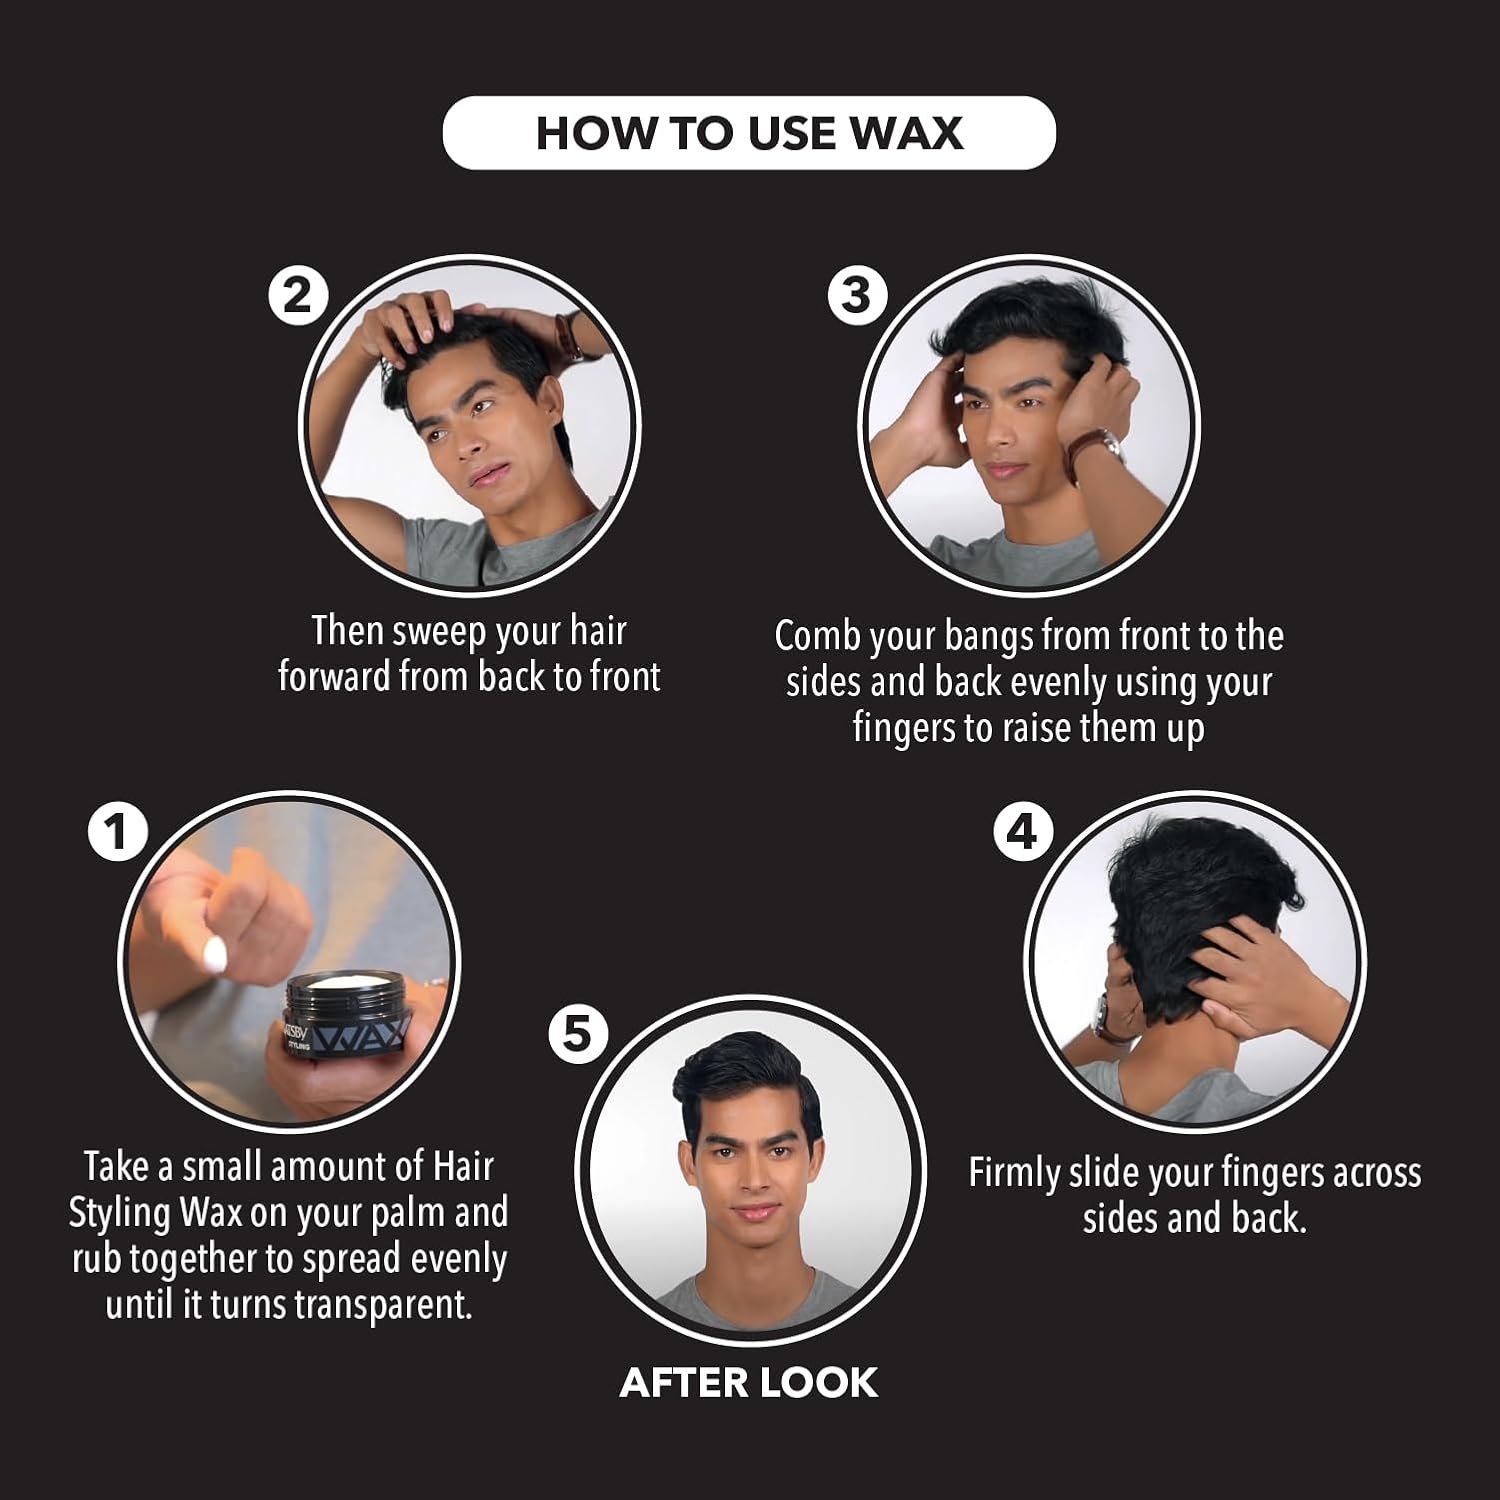 HOW TO USE WAX
1
Take a small amount of Hair
Styling Wax on your palm and
rub together to spread evenly
until it turns transparent.
2
Then sweep your hair
forward from back to front
3
Comb your bangs from front to the
sides and back evenly using your
fingers to raise them up
4
Firmly slide your fingers across
sides and back.
5
AFTER LOOK
ATSBY
STYLING
WAX